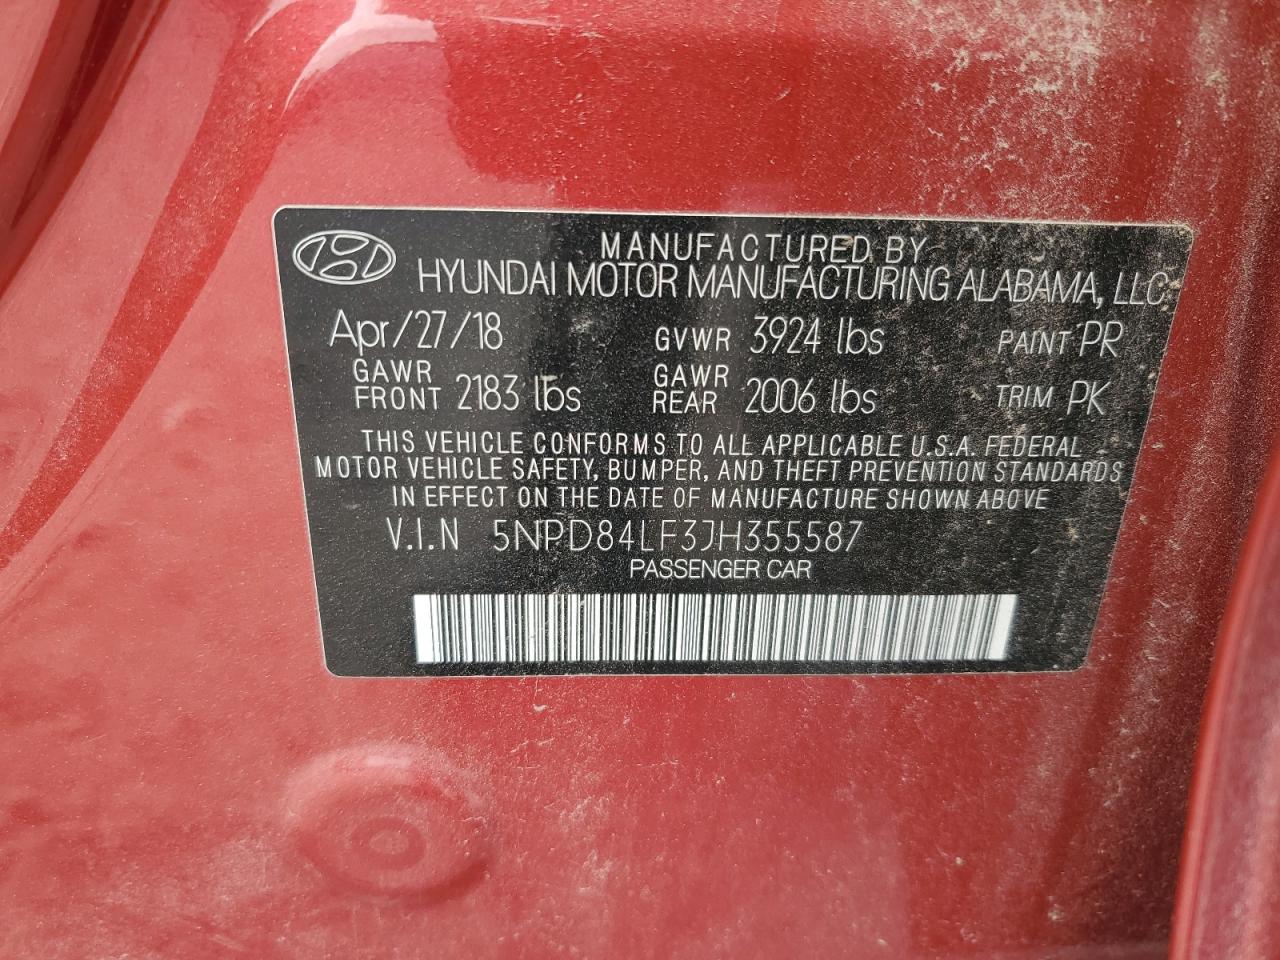 MANUFACTURED BY
HYUNDAI MOTOR MANUFACTURING ALABAMA, LLC
Apr/27/18 GVWR 3924 lbs PAINT PR
GAWR FRONT 2183 lbs GAWR REAR 2006 lbs TRIM PK
THIS VEHICLE CONFORMS TO ALL APPLICABLE U.S.A. FEDERAL
MOTOR VEHICLE SAFETY, BUMPER, AND THEFT PREVENTION STANDARDS
IN EFFECT ON THE DATE OF MANUFACTURE SHOWN ABOVE
V.I.N 5NPD84LF3JH355587
PASSENGER CAR